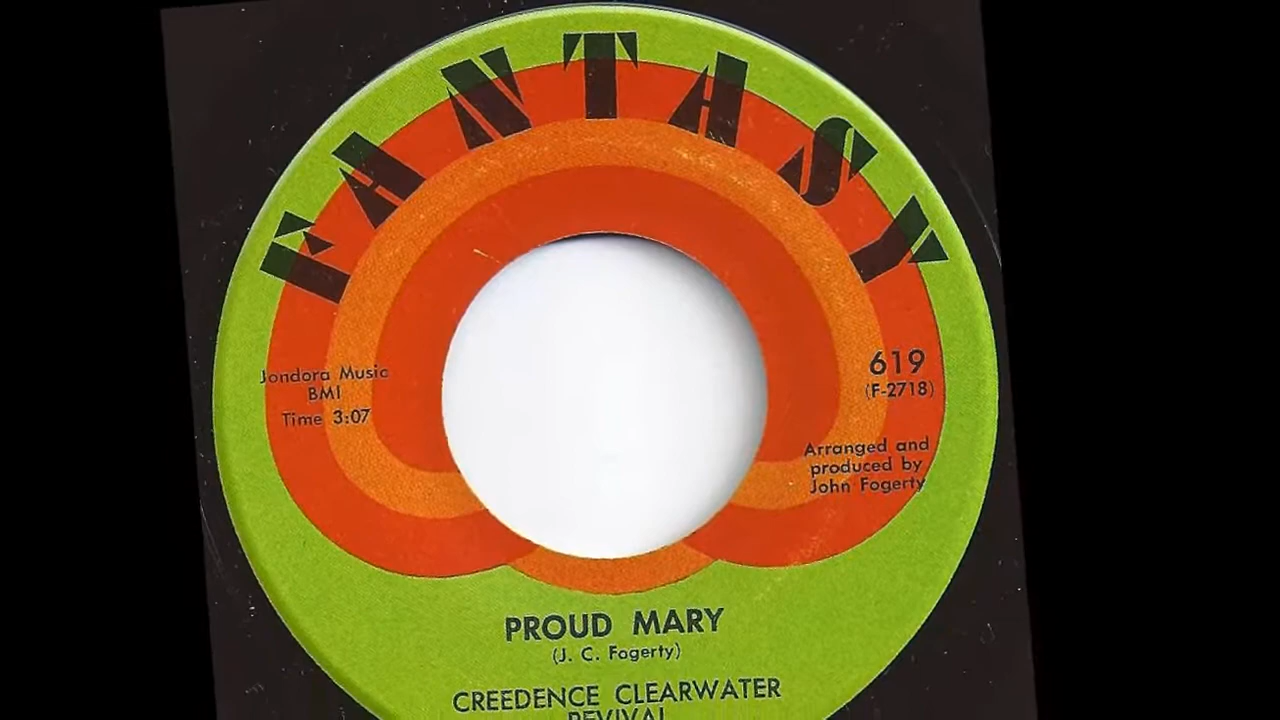 FANTASY
Jondora Music
BMI
Time 3:07
619
(F-2718)
Arranged and
produced by
John Fogerty
PROUD MARY
(J. C. Fogerty)
CREEDENCE CLEARWATER
REVIVAL